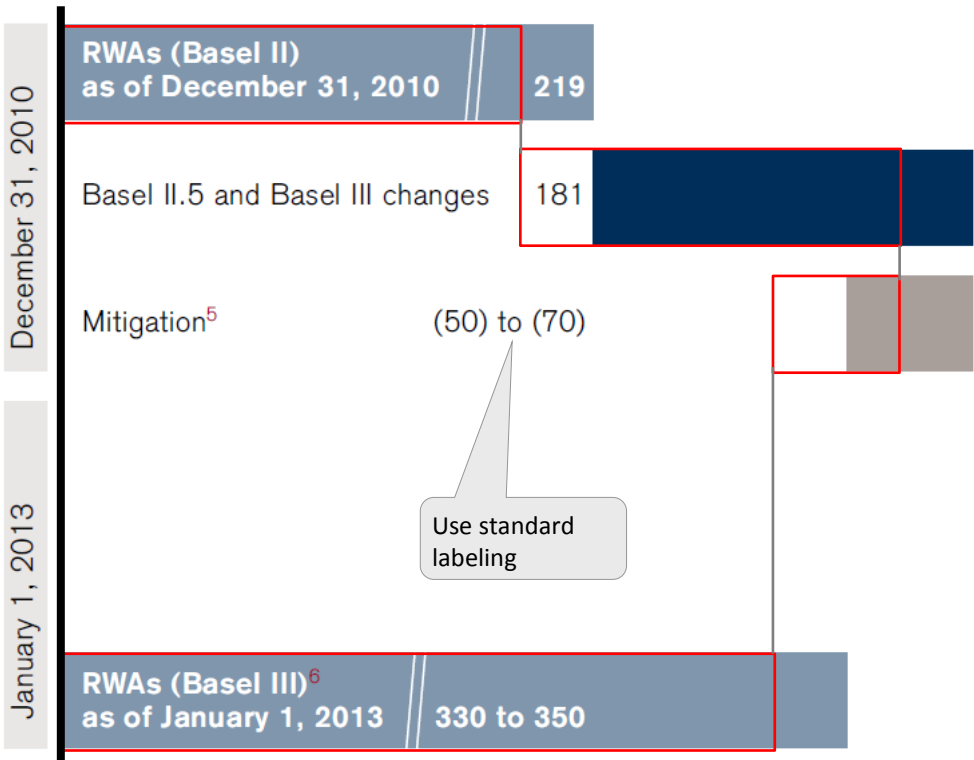 December 31, 2010
RWAs (Basel II)
as of December 31, 2010 219
Basel II.5 and Basel III changes 181
Mitigation5 (50) to (70)
Use standard
labeling
January 1, 2013
RWAs (Basel III)6
as of January 1, 2013 330 to 350